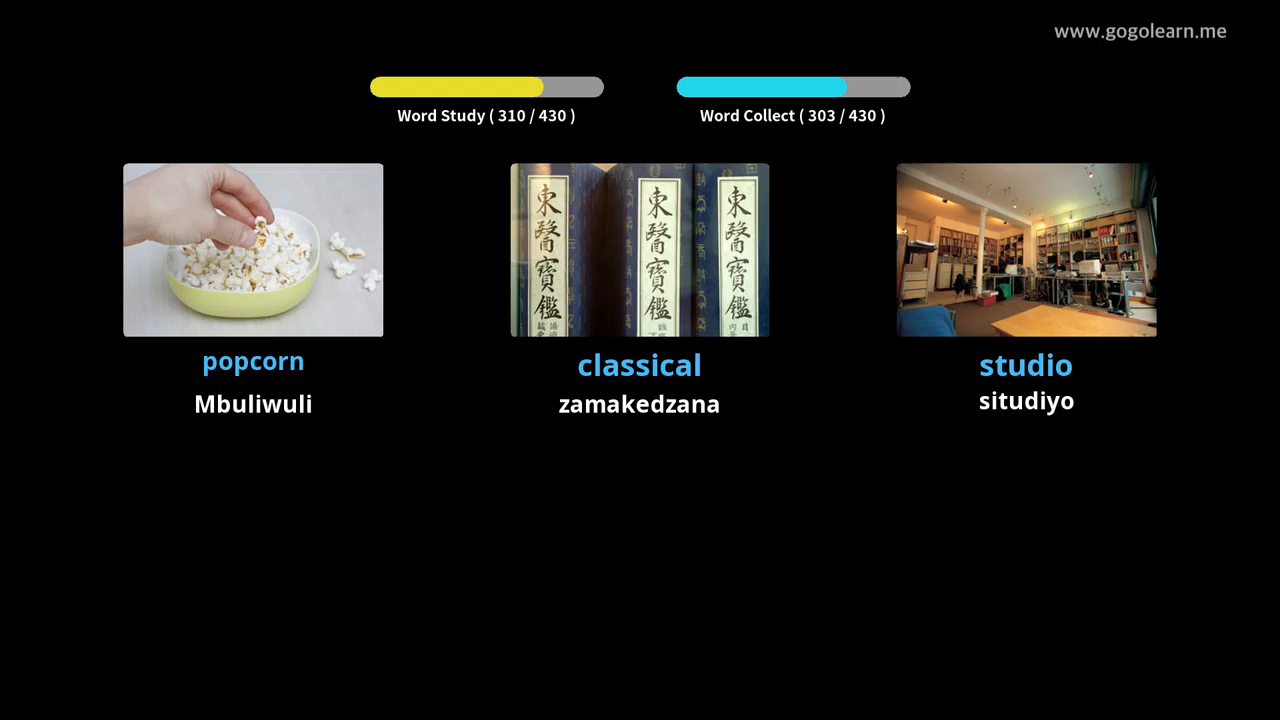 www.gogolearn.me
Word Study ( 310 / 430 )
Word Collect ( 303 / 430 )
東醫寶鑑
東醫寶鑑
東醫寶鑑
popcorn
classical
studio
Mbuliwuli
zamakedzana
situdiyo